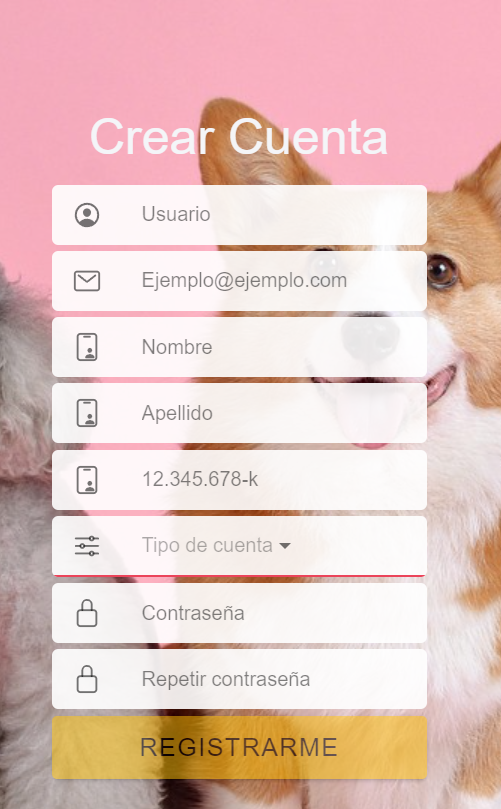 Crear Cuenta
Usuario
Ejemplo@ejemplo.com
Nombre
Apellido
12.345.678-k
Tipo de cuenta
Contraseña
Repetir contraseña
REGISTRARME